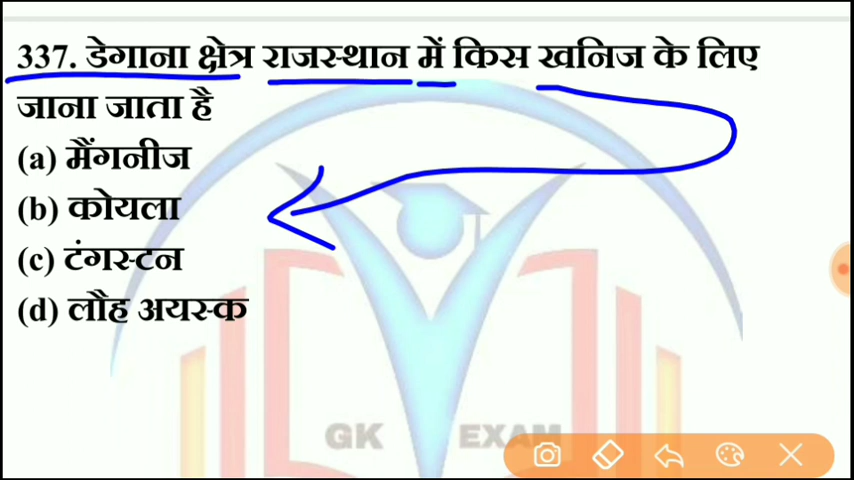 337. डेगाना क्षेत्र राजस्थान में किस खनिज के लिए
जाना जाता है
(a) मैंगनीज
(b) कोयला
(c) टंगस्टन
(d) लौह अयस्क
GK EXAM